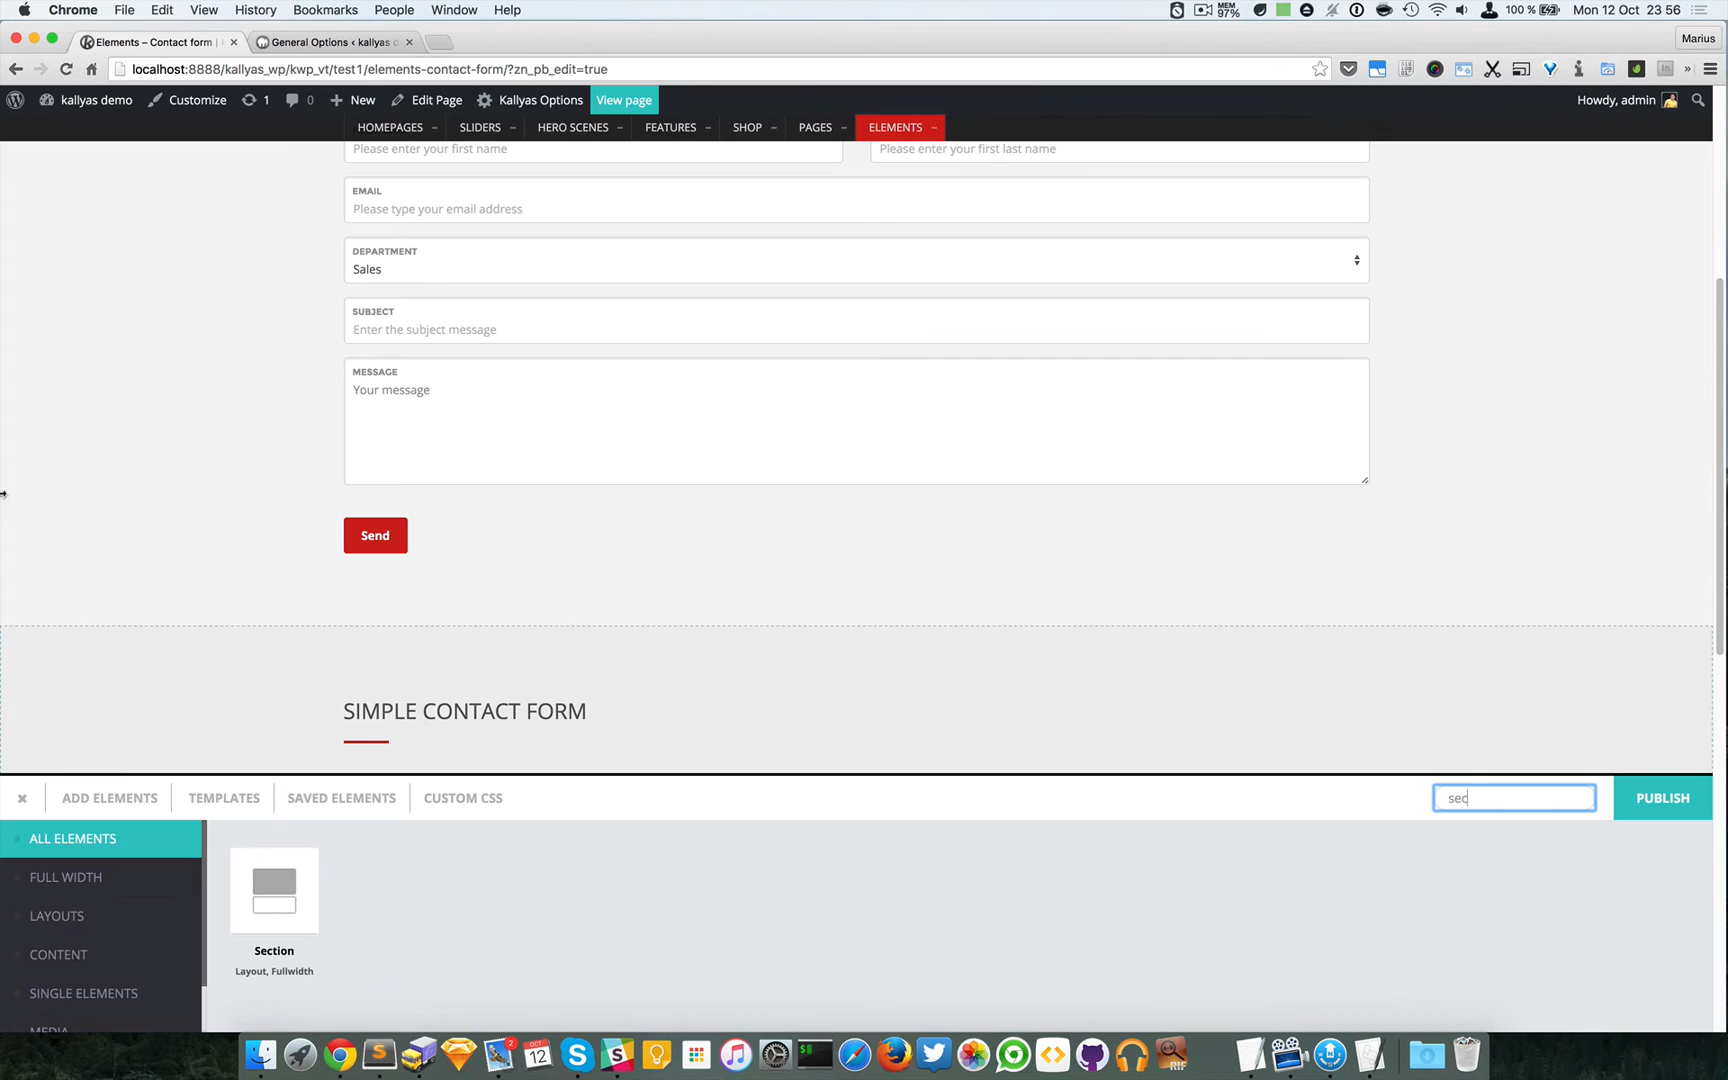 Chrome File Edit View History Bookmarks People Window Help
MEM 97% 100 % Mon 12 Oct 23:56
Elements – Contact form |
General Options ‹ kallyas d
Marius
localhost:8888/kallyas_wp/kwp_vt/test1/elements-contact-form/?zn_pb_edit=true
kallyas demo Customize 1 0 New Edit Page Kallyas Options View page Howdy, admin
HOMEPAGES SLIDERS HERO SCENES FEATURES SHOP PAGES ELEMENTS
Please enter your first name Please enter your first last name
EMAIL
Please type your email address
DEPARTMENT
Sales
SUBJECT
Enter the subject message
MESSAGE
Your message
Send
SIMPLE CONTACT FORM
ADD ELEMENTS TEMPLATES SAVED ELEMENTS CUSTOM CSS sec PUBLISH
ALL ELEMENTS
FULL WIDTH
LAYOUTS
CONTENT
Section
Layout, Fullwidth
SINGLE ELEMENTS
MEDIA
2 OCT 12 RIF